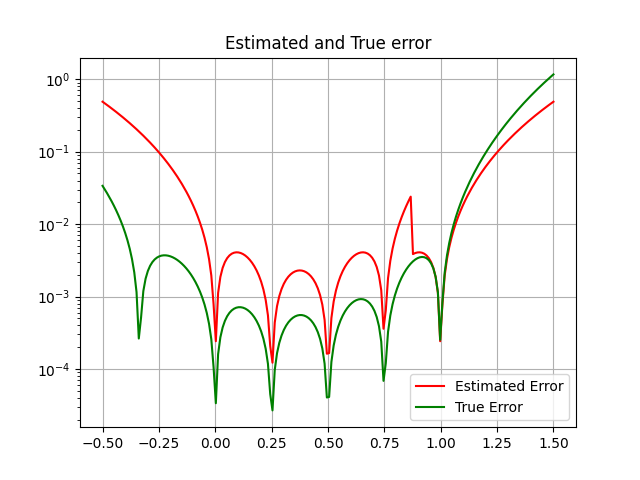 Estimated and True error
10⁰
10⁻¹
10⁻²
10⁻³
10⁻⁴
Estimated Error
True Error
−0.50 −0.25 0.00 0.25 0.50 0.75 1.00 1.25 1.50